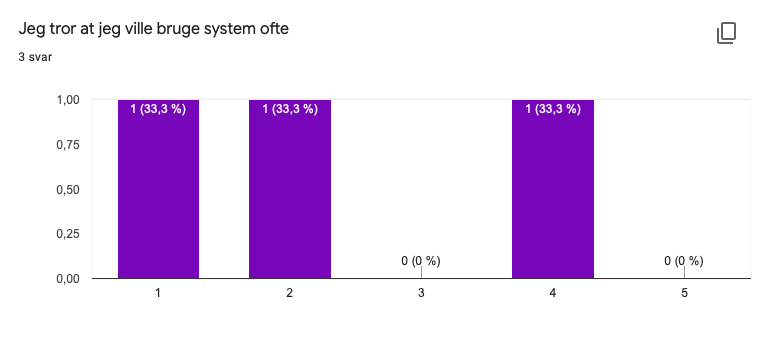 Jeg tror at jeg ville bruge system ofte
3 svar
1,00
0,75
0,50
0,25
0,00
1 (33,3 %)
1 (33,3 %)
0 (0 %)
1 (33,3 %)
0 (0 %)
1
2
3
4
5